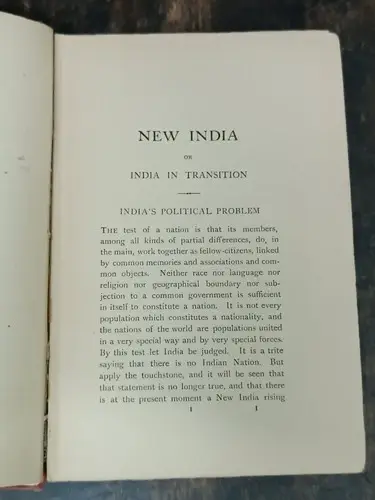 NEW INDIA
OR
INDIA IN TRANSITION
INDIA'S POLITICAL PROBLEM
THE test of a nation is that its members,
among all kinds of partial differences, do, in
the main, work together as fellow-citizens, linked
by common memories and associations and com-
mon objects. Neither race nor language nor
religion nor geographical boundary nor sub-
jection to a common government is sufficient
in itself to constitute a nation. It is not every
population which constitutes a nationality, and
the nations of the world are populations united
in a very special way and by very special forces.
By this test let India be judged. It is a trite
saying that there is no Indian Nation. But
apply the touchstone, and it will be seen that
that statement is no longer true, and that there
is at the present moment a New India rising
1 1